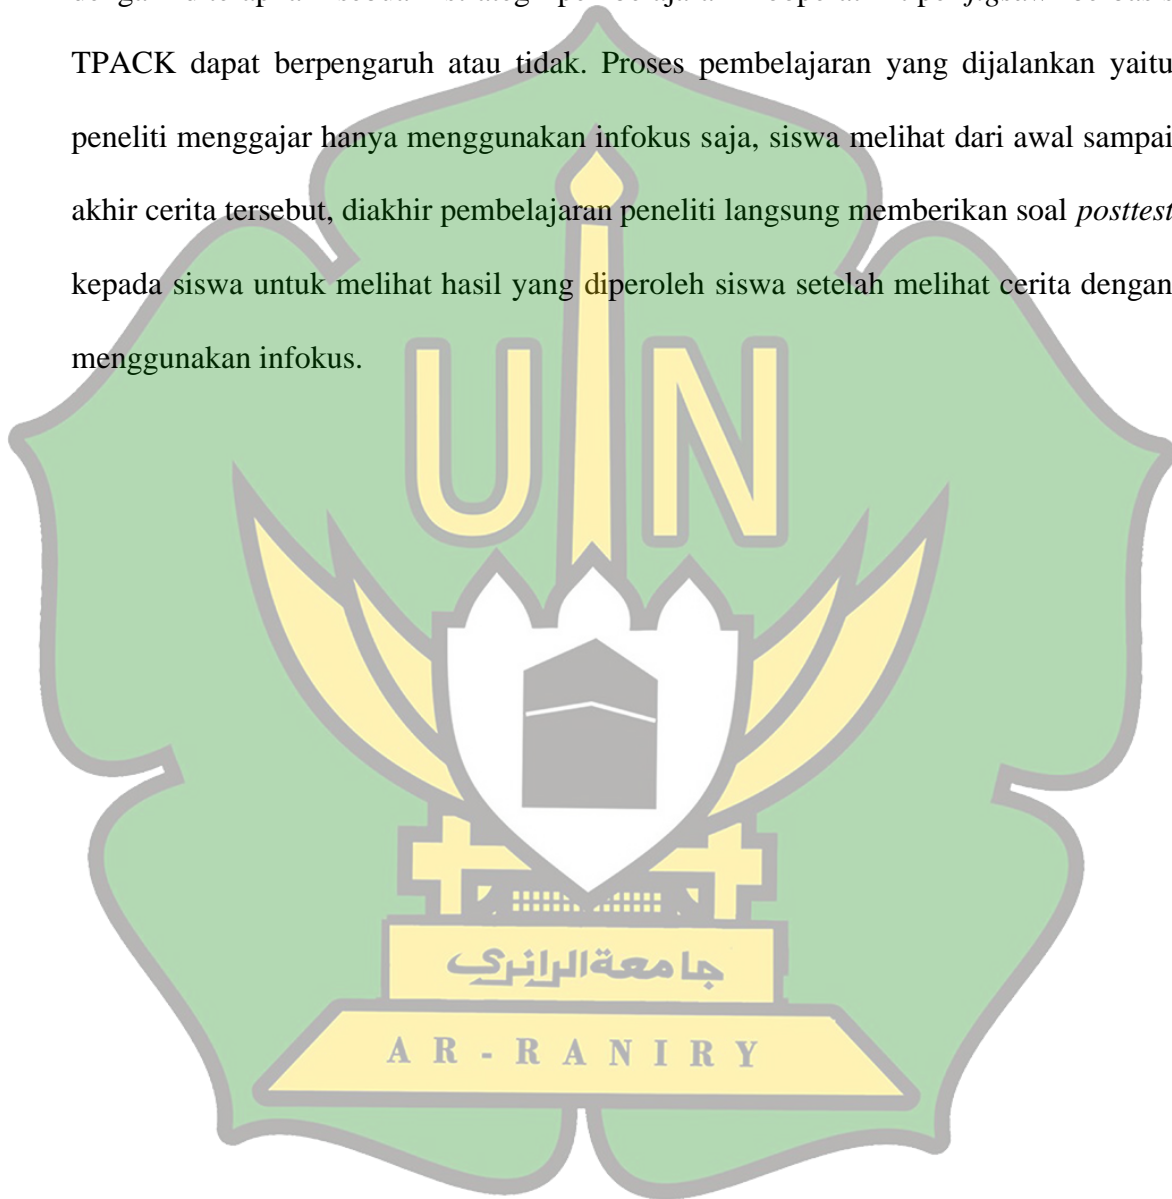 TPACK dapat berpengaruh atau tidak. Proses pembelajaran yang dijalankan yaitu
peneliti menggajar hanya menggunakan infokus saja, siswa melihat dari awal sampai
akhir cerita tersebut, diakhir pembelajaran peneliti langsung memberikan soal posttest
kepada siswa untuk melihat hasil yang diperoleh siswa setelah melihat cerita dengan
menggunakan infokus.
UIN
جامعةالرانري
AR-RANIRY